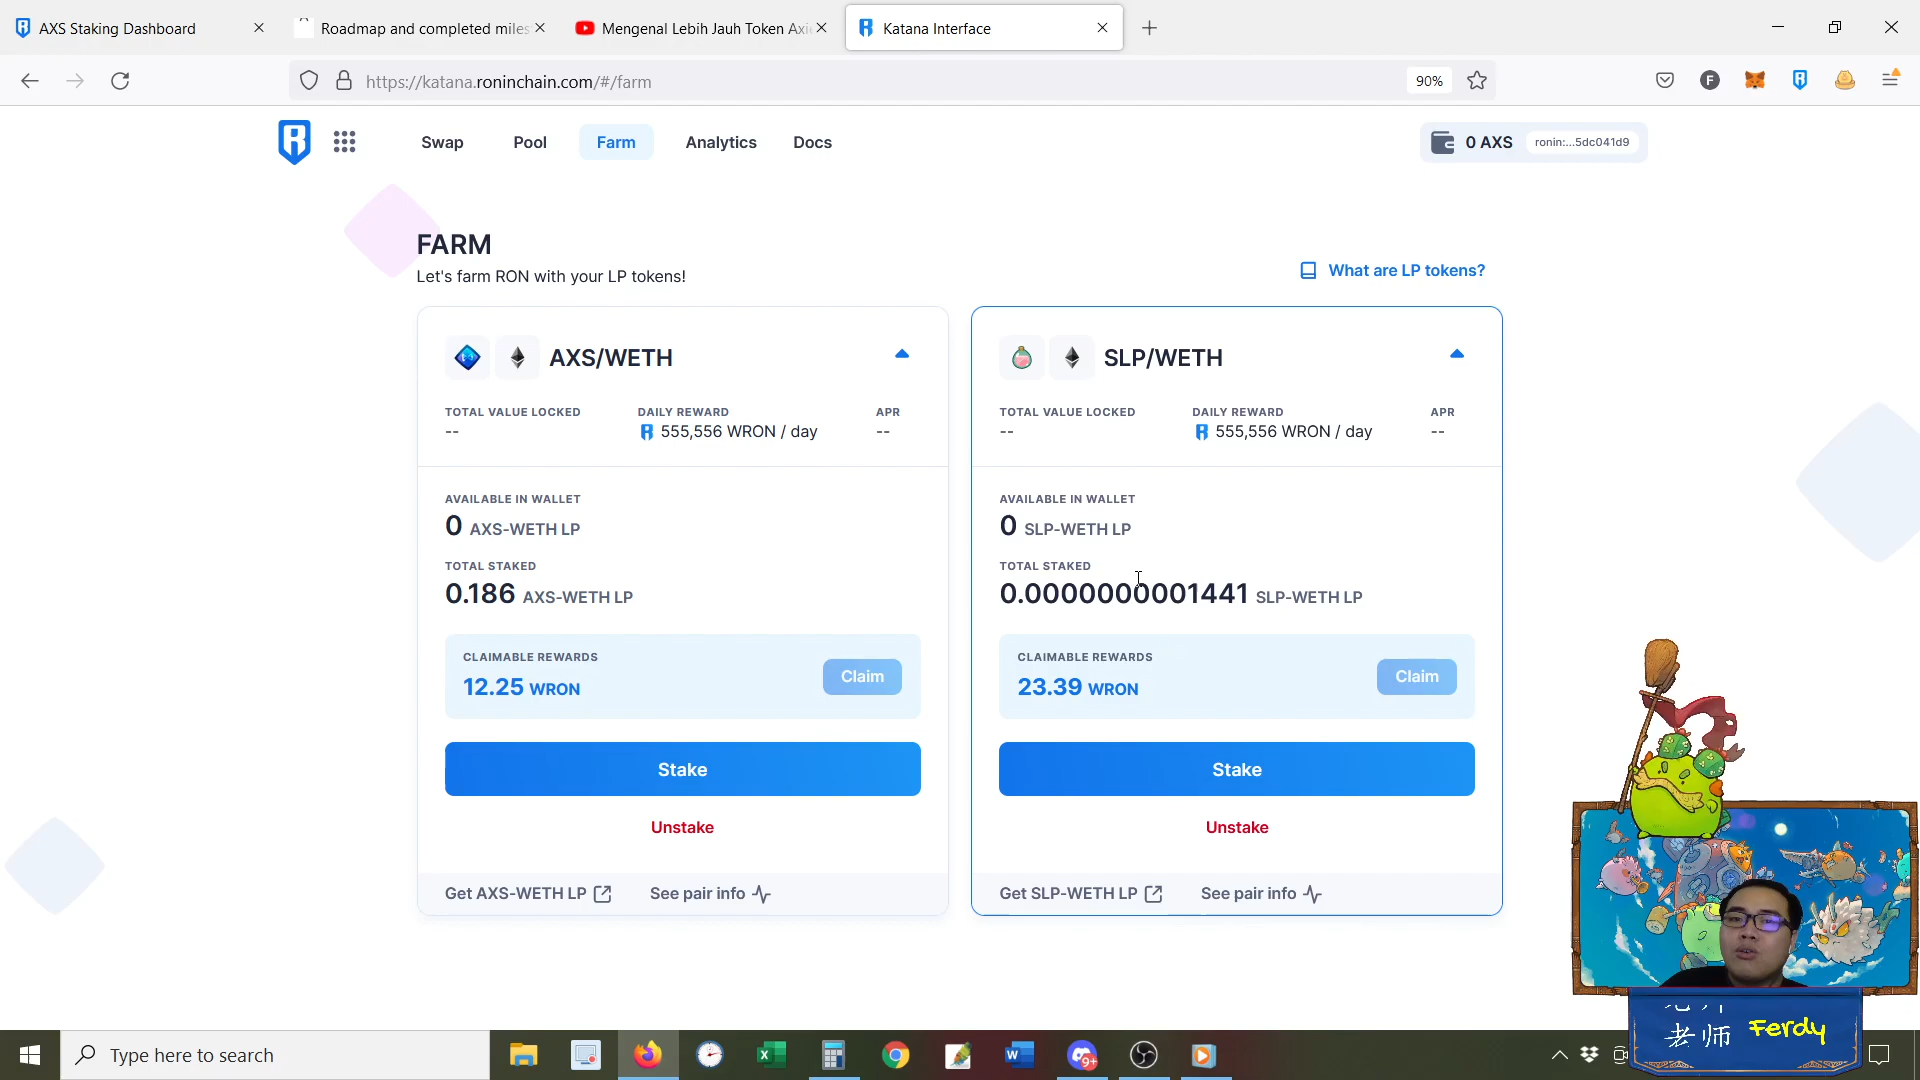 AXS Staking Dashboard
Roadmap and completed miles
Mengenal Lebih Jauh Token Axi
Katana Interface
https://katana.roninchain.com/#/farm
90%
F
Swap
Pool
Farm
Analytics
Docs
0 AXS
ronin:...5dc041d9
FARM
Let's farm RON with your LP tokens!
What are LP tokens?
AXS/WETH
TOTAL VALUE LOCKED
DAILY REWARD
APR
--
555,556 WRON / day
--
AVAILABLE IN WALLET
0 AXS-WETH LP
TOTAL STAKED
0.186 AXS-WETH LP
CLAIMABLE REWARDS
12.25 WRON
Claim
Stake
Unstake
Get AXS-WETH LP
See pair info
SLP/WETH
TOTAL VALUE LOCKED
DAILY REWARD
APR
--
555,556 WRON / day
--
AVAILABLE IN WALLET
0 SLP-WETH LP
TOTAL STAKED
0.0000000001441 SLP-WETH LP
CLAIMABLE REWARDS
23.39 WRON
Claim
Stake
Unstake
Get SLP-WETH LP
See pair info
老师 Ferdy
Type here to search
9+